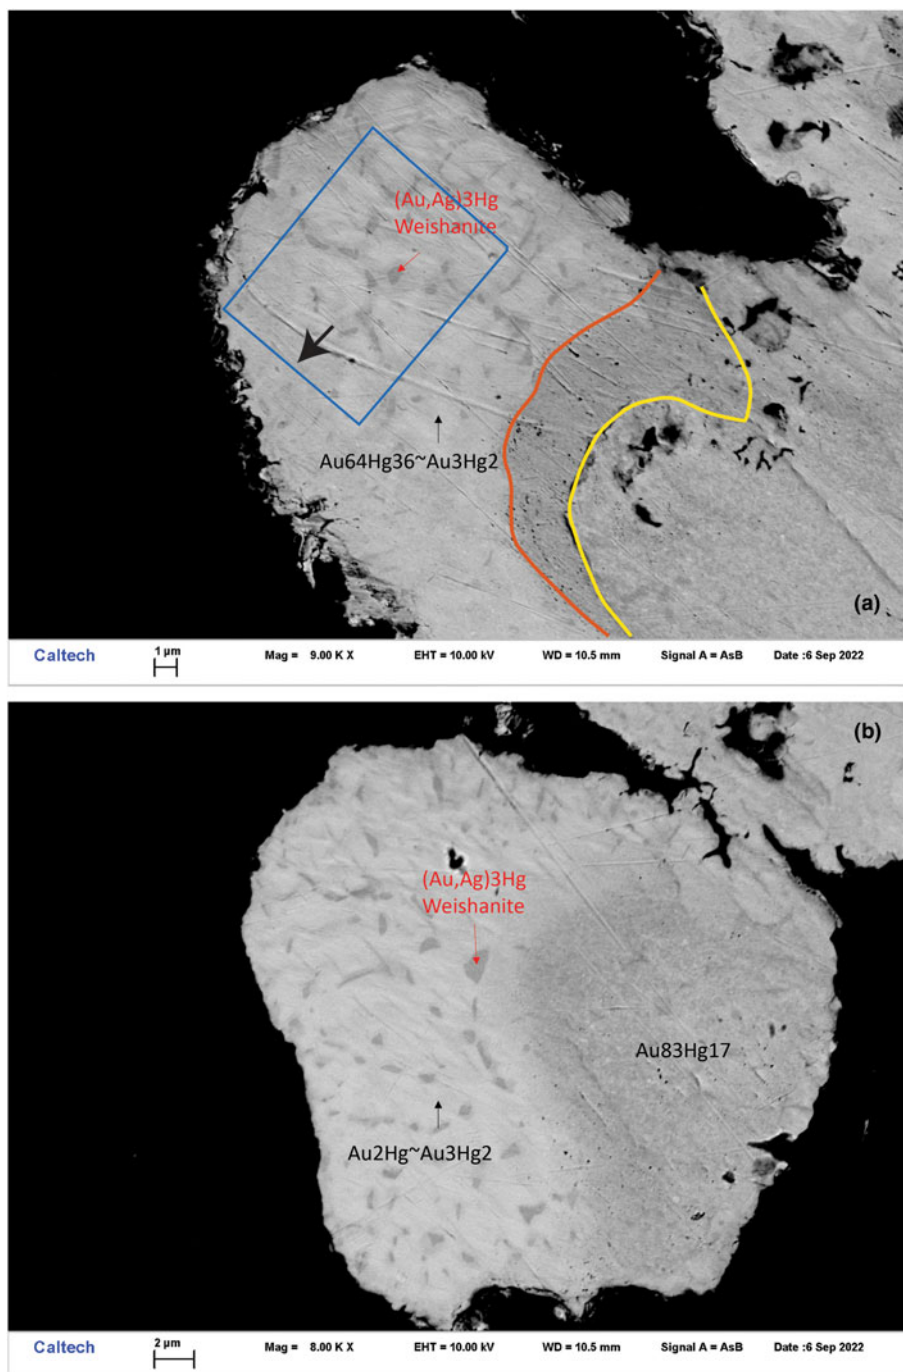 (Au,Ag)3Hg
Weishanite
Au64Hg36~Au3Hg2
(a)
Caltech
1 µm
Mag = 9.00 K X
EHT = 10.00 kV
WD = 10.5 mm
Signal A = AsB
Date :6 Sep 2022
(b)
(Au,Ag)3Hg
Weishanite
Au83Hg17
Au2Hg~Au3Hg2
Caltech
2 µm
Mag = 8.00 K X
EHT = 10.00 kV
WD = 10.5 mm
Signal A = AsB
Date :6 Sep 2022